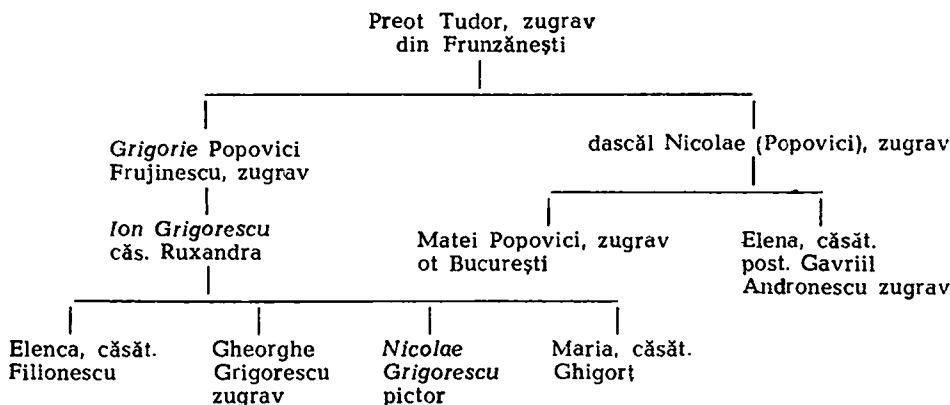 Preot Tudor, zugrav
din Frunzănești
Grigorie Popovici
Frujinescu, zugrav
dascăl Nicolae (Popovici), zugrav
Ion Grigorescu
căs. Ruxandra
Matei Popovici, zugrav
ot București
Elena, căsăt.
post. Gavriil
Andronescu zugrav
Elenca, căsăt.
Filionescu
Gheorghe
Grigorescu
zugrav
Nicolae
Grigorescu
pictor
Maria, căsăt.
Ghigorț